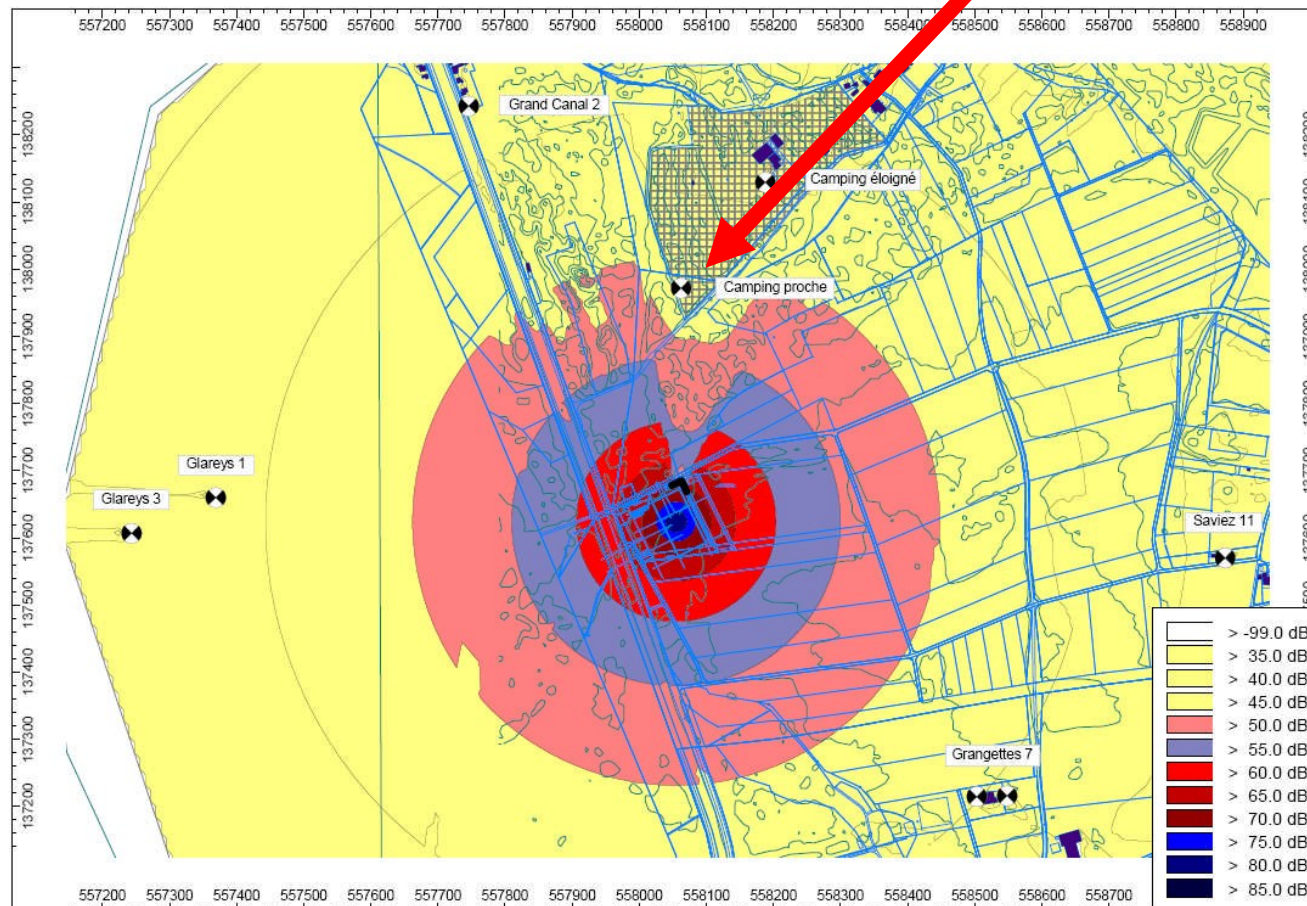 557200 557300 557400 557500 557600 557700 557800 557900 558000 558100 558200 558300 558400 558500 558600 558700 558800 558900
138200
138100
138000
137900
137800
137700
137600
137500
137400
137300
137200
Grand Canal 2
Camping éloigné
Camping proche
Glareys 1
Glareys 3
Saviez 11
Grangettes 7
> -99.0 dB
> 35.0 dB
> 40.0 dB
> 45.0 dB
> 50.0 dB
> 55.0 dB
> 60.0 dB
> 65.0 dB
> 70.0 dB
> 75.0 dB
> 80.0 dB
> 85.0 dB
557200 557300 557400 557500 557600 557700 557800 557900 558000 558100 558200 558300 558400 558500 558600 558700